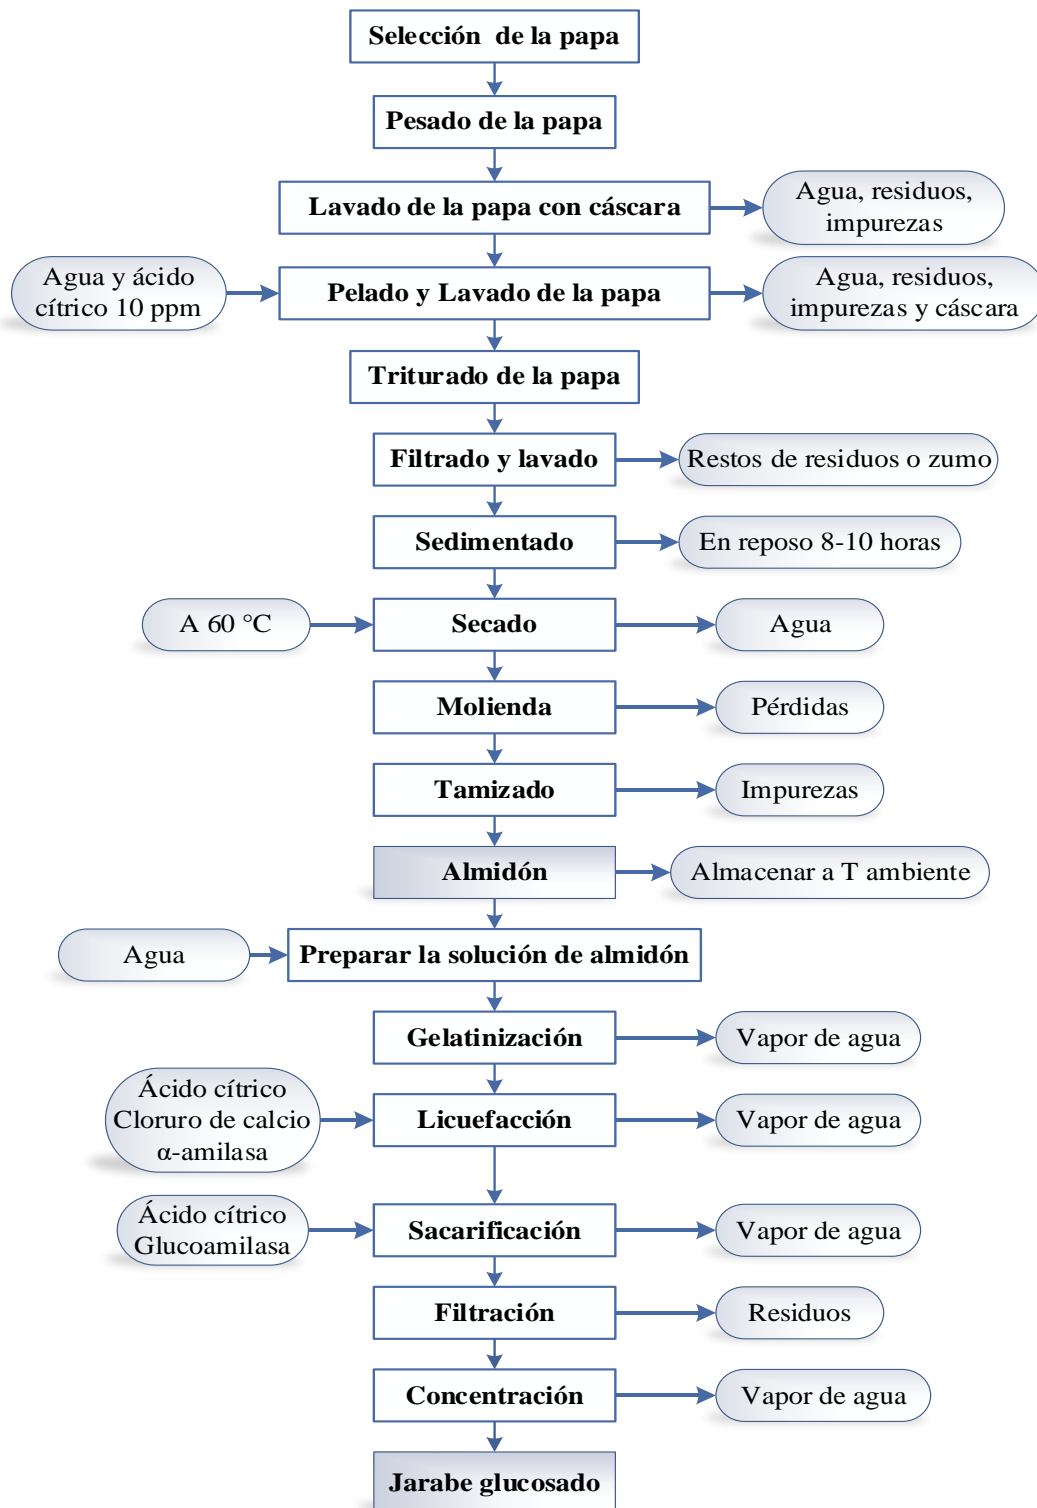 Selección de la papa
Pesado de la papa
Lavado de la papa con cáscara
Agua, residuos,
impurezas
Agua y ácido
cítrico 10 ppm
Pelado y Lavado de la papa
Agua, residuos,
impurezas y cáscara
Triturado de la papa
Filtrado y lavado
Restos de residuos o zumo
Sedimentado
En reposo 8-10 horas
A 60 °C
Secado
Agua
Molienda
Pérdidas
Tamizado
Impurezas
Almidón
Almacenar a T ambiente
Agua
Preparar la solución de almidón
Gelatinización
Vapor de agua
Ácido cítrico
Cloruro de calcio
α-amilasa
Licuefacción
Vapor de agua
Ácido cítrico
Glucoamilasa
Sacarificación
Vapor de agua
Filtración
Residuos
Concentración
Vapor de agua
Jarabe glucosado